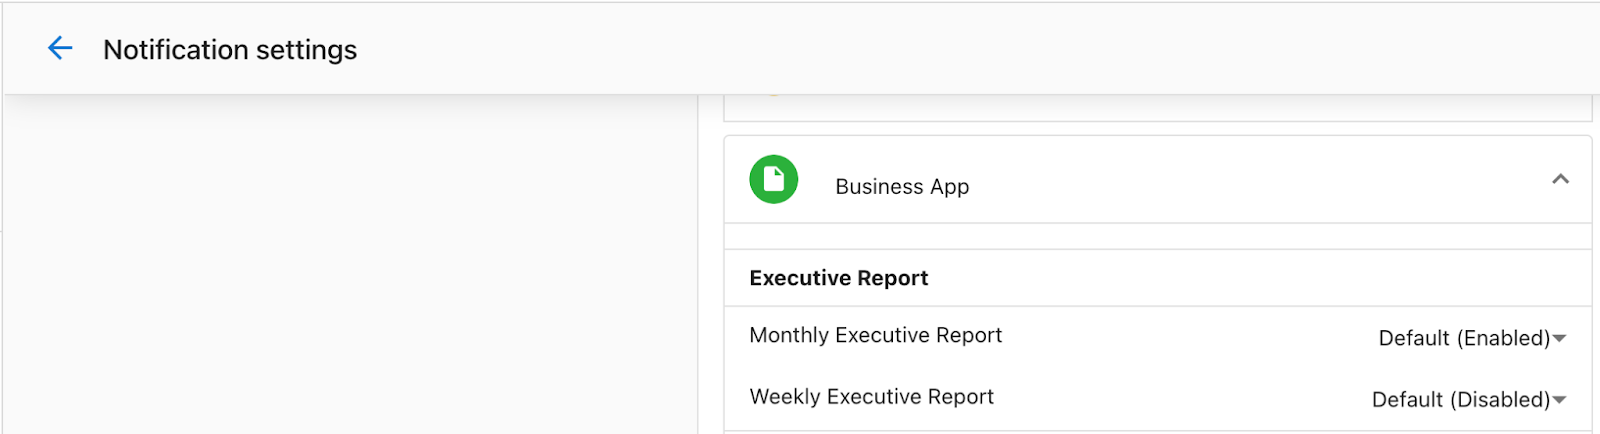 Notification settings
Business App
Executive Report
Monthly Executive Report Default (Enabled)
Weekly Executive Report Default (Disabled)